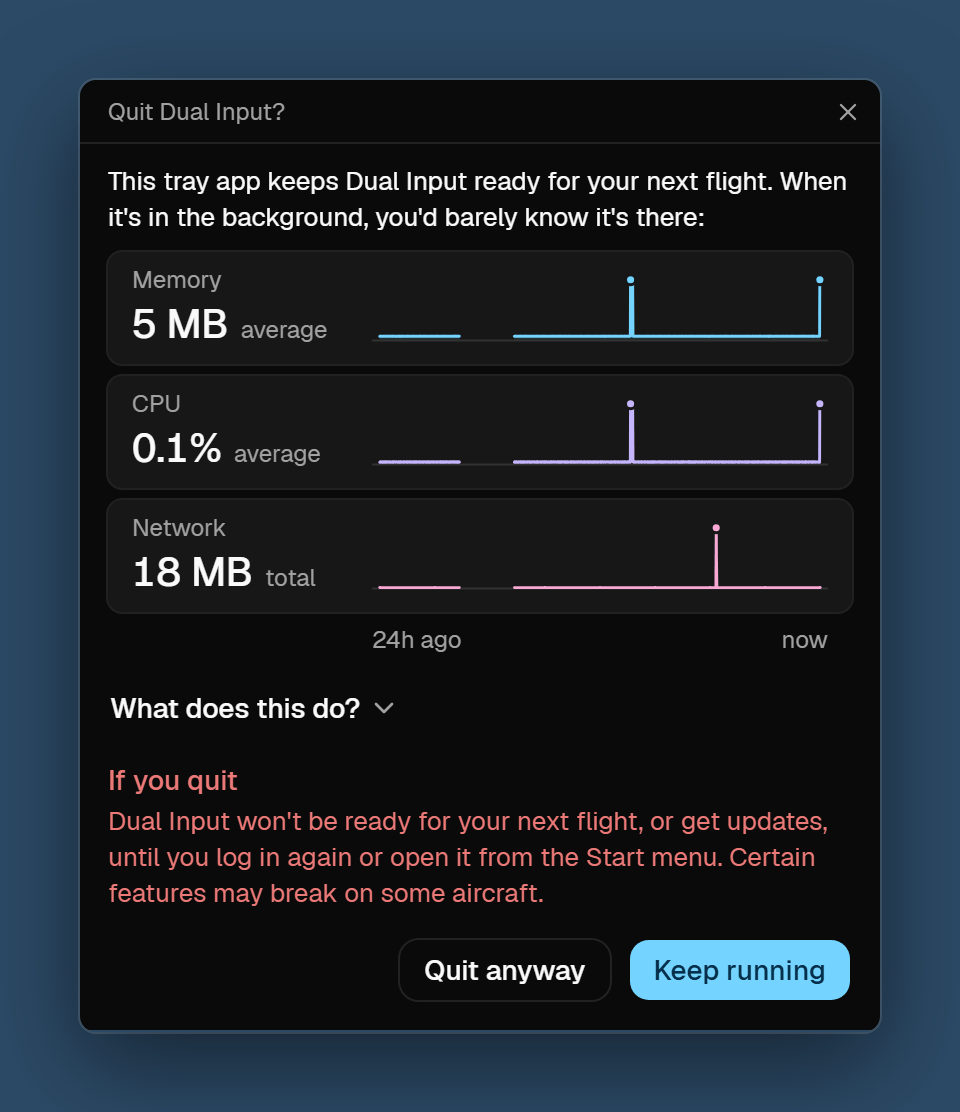 Quit Dual Input?
This tray app keeps Dual Input ready for your next flight. When
it's in the background, you'd barely know it's there:
Memory
5 MB average
CPU
0.1% average
Network
18 MB total
24h ago now
What does this do?
If you quit
Dual Input won't be ready for your next flight, or get updates,
until you log in again or open it from the Start menu. Certain
features may break on some aircraft.
Quit anyway Keep running